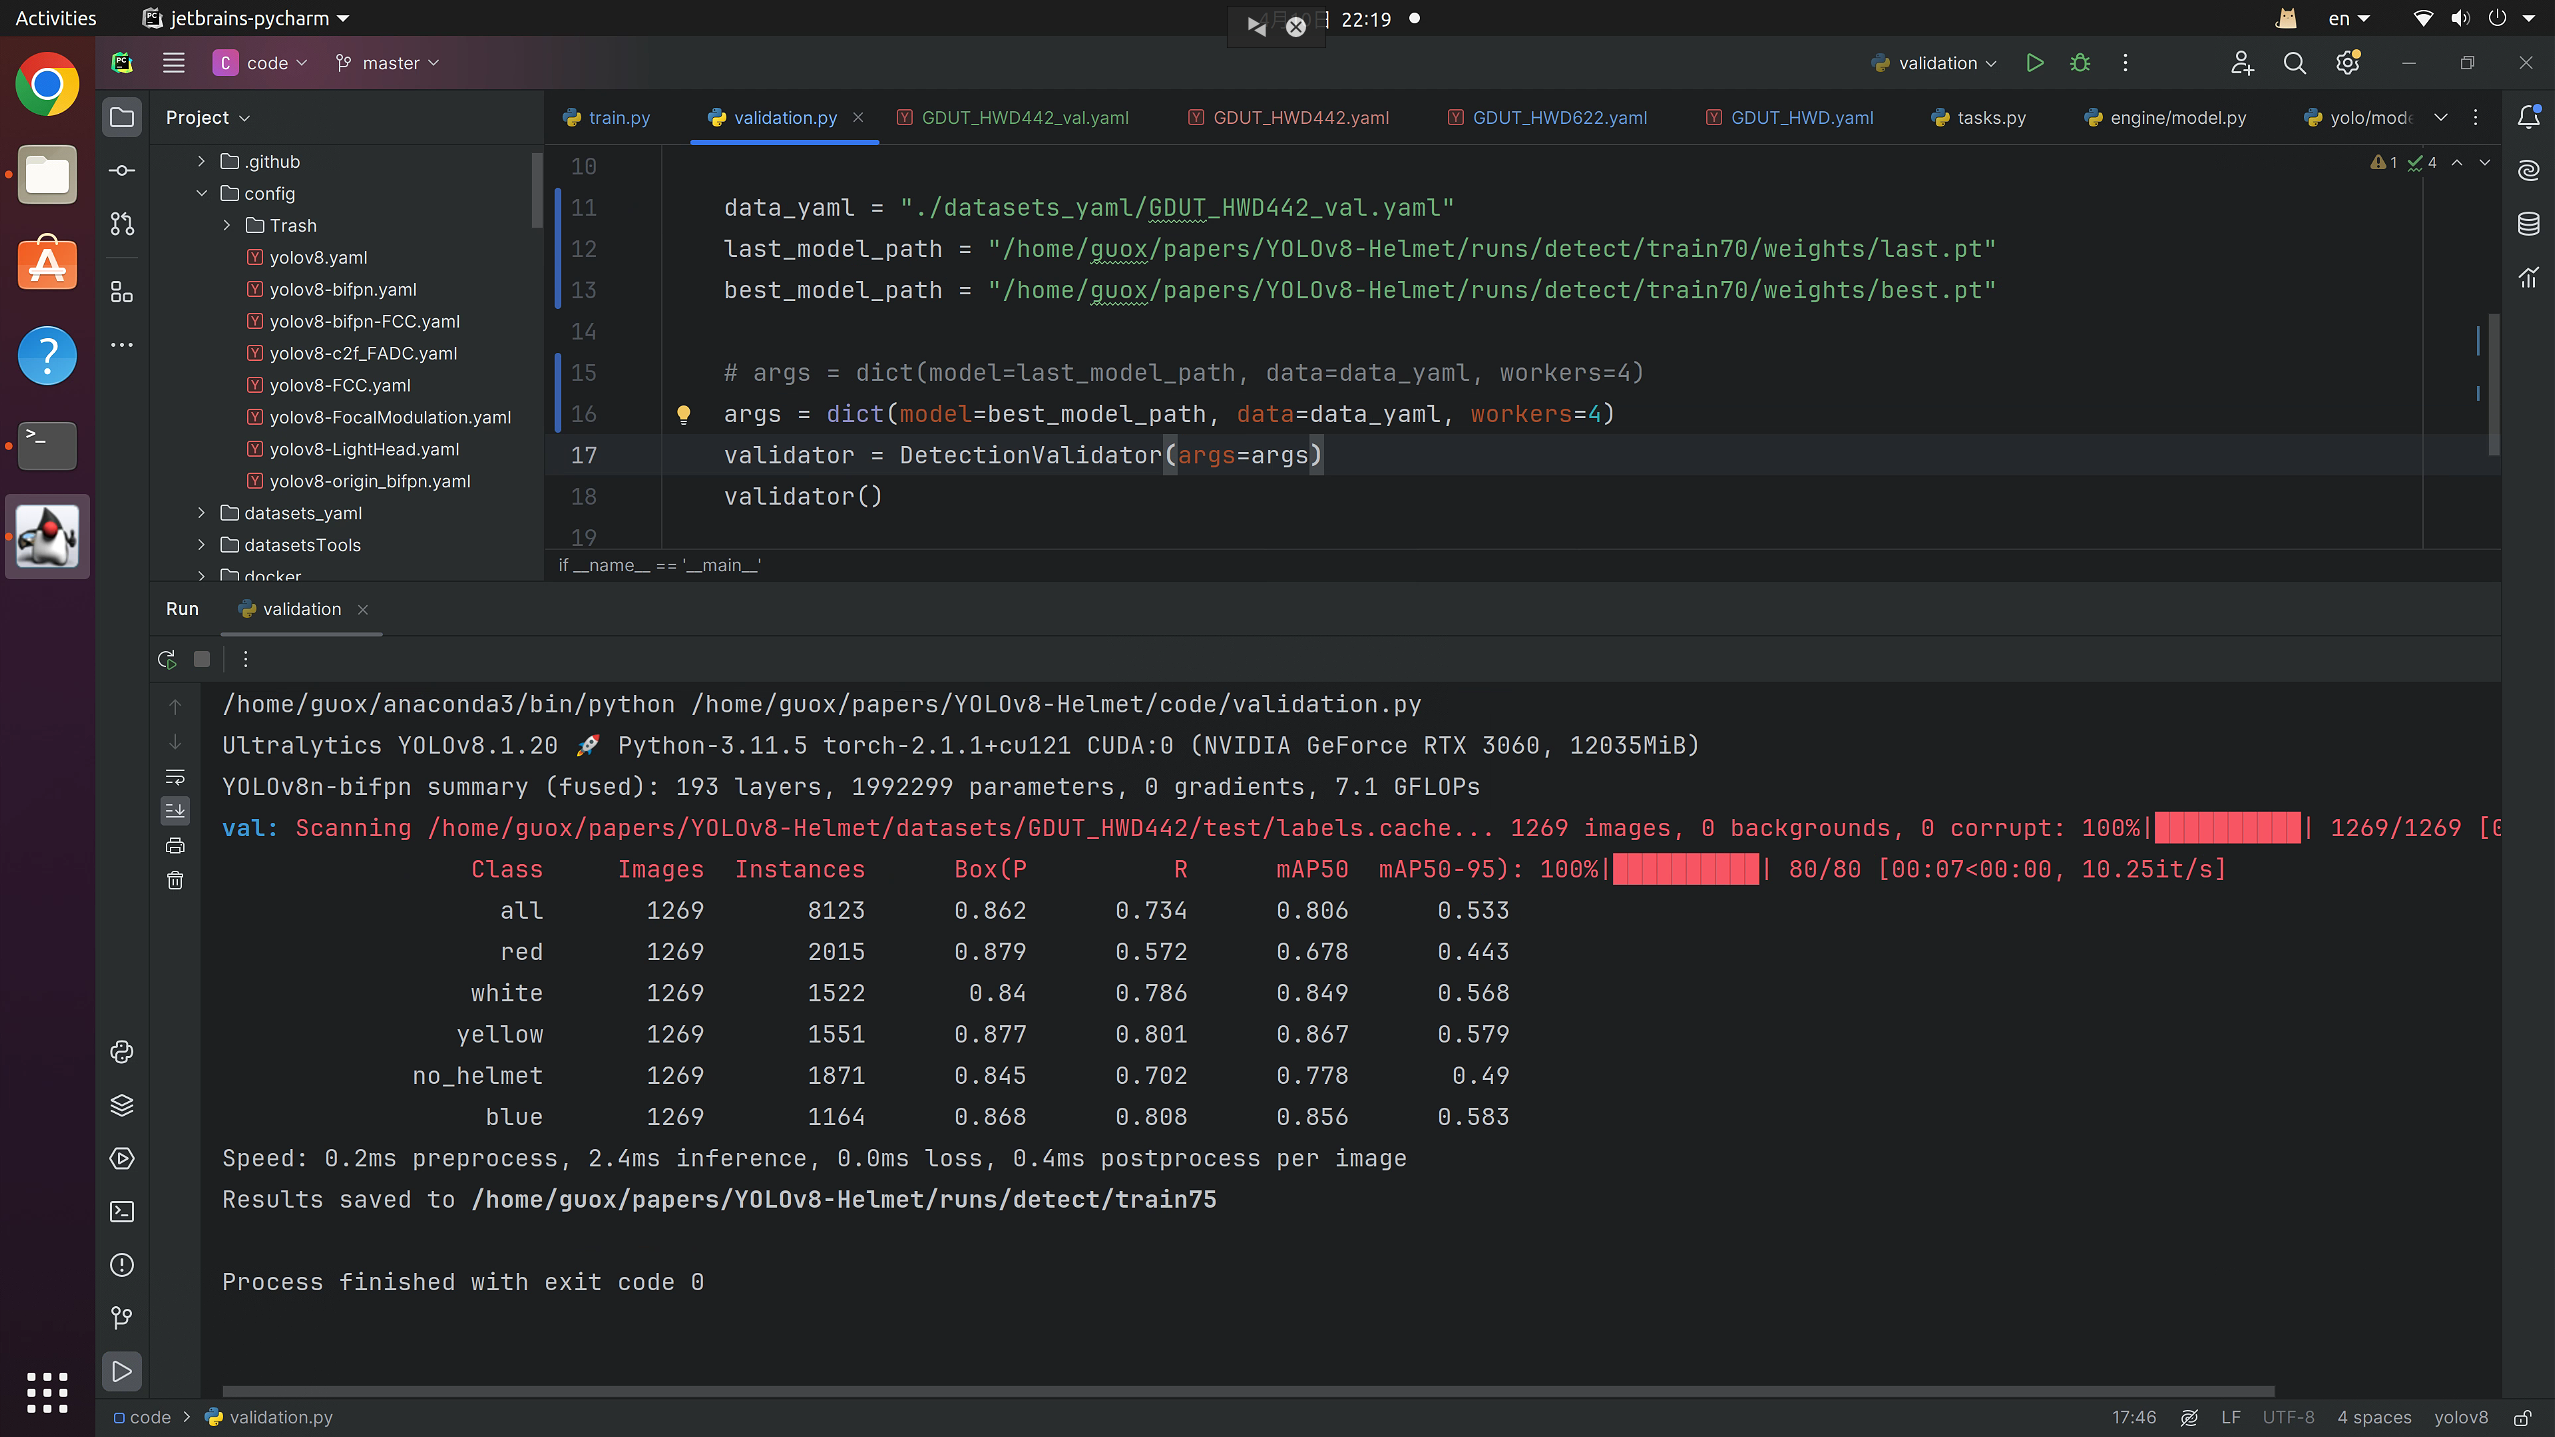 Activities
jetbrains-pycharm
22:19
en
code
master
validation
Project
train.py
validation.py
GDUT_HWD442_val.yaml
GDUT_HWD442.yaml
GDUT_HWD622.yaml
GDUT_HWD.yaml
tasks.py
engine/model.py
.github
config
Trash
yolov8.yaml
yolov8-bifpn.yaml
yolov8-bifpn-FCC.yaml
yolov8-c2f_FADC.yaml
yolov8-FCC.yaml
yolov8-FocalModulation.yaml
yolov8-LightHead.yaml
yolov8-origin_bifpn.yaml
datasets_yaml
datasetsTools
docker
1 4
10
11 data_yaml = "./datasets_yaml/GDUT_HWD442_val.yaml"
12 last_model_path = "/home/guox/papers/YOLOv8-Helmet/runs/detect/train70/weights/last.pt"
13 best_model_path = "/home/guox/papers/YOLOv8-Helmet/runs/detect/train70/weights/best.pt"
14
15 # args = dict(model=last_model_path, data=data_yaml, workers=4)
16 args = dict(model=best_model_path, data=data_yaml, workers=4)
17 validator = DetectionValidator(args=args)
18 validator()
19
if __name__ == '__main__'
Run validation
/home/guox/anaconda3/bin/python /home/guox/papers/YOLOv8-Helmet/code/validation.py
Ultralytics YOLOv8.1.20 🚀 Python-3.11.5 torch-2.1.1+cu121 CUDA:0 (NVIDIA GeForce RTX 3060, 12035MiB)
YOLOv8n-bifpn summary (fused): 193 layers, 1992299 parameters, 0 gradients, 7.1 GFLOPs
val: Scanning /home/guox/papers/YOLOv8-Helmet/datasets/GDUT_HWD442/test/labels.cache... 1269 images, 0 backgrounds, 0 corrupt: 100%|██████████| 1269/1269 [
Class Images Instances Box(P R mAP50 mAP50-95): 100%|██████████| 80/80 [00:07<00:00, 10.25it/s]
all 1269 8123 0.862 0.734 0.806 0.533
red 1269 2015 0.879 0.572 0.678 0.443
white 1269 1522 0.84 0.786 0.849 0.568
yellow 1269 1551 0.877 0.801 0.867 0.579
no_helmet 1269 1871 0.845 0.702 0.778 0.49
blue 1269 1164 0.868 0.808 0.856 0.583
Speed: 0.2ms preprocess, 2.4ms inference, 0.0ms loss, 0.4ms postprocess per image
Results saved to /home/guox/papers/YOLOv8-Helmet/runs/detect/train75
Process finished with exit code 0
code > validation.py
17:46 LF UTF-8 4 spaces yolov8